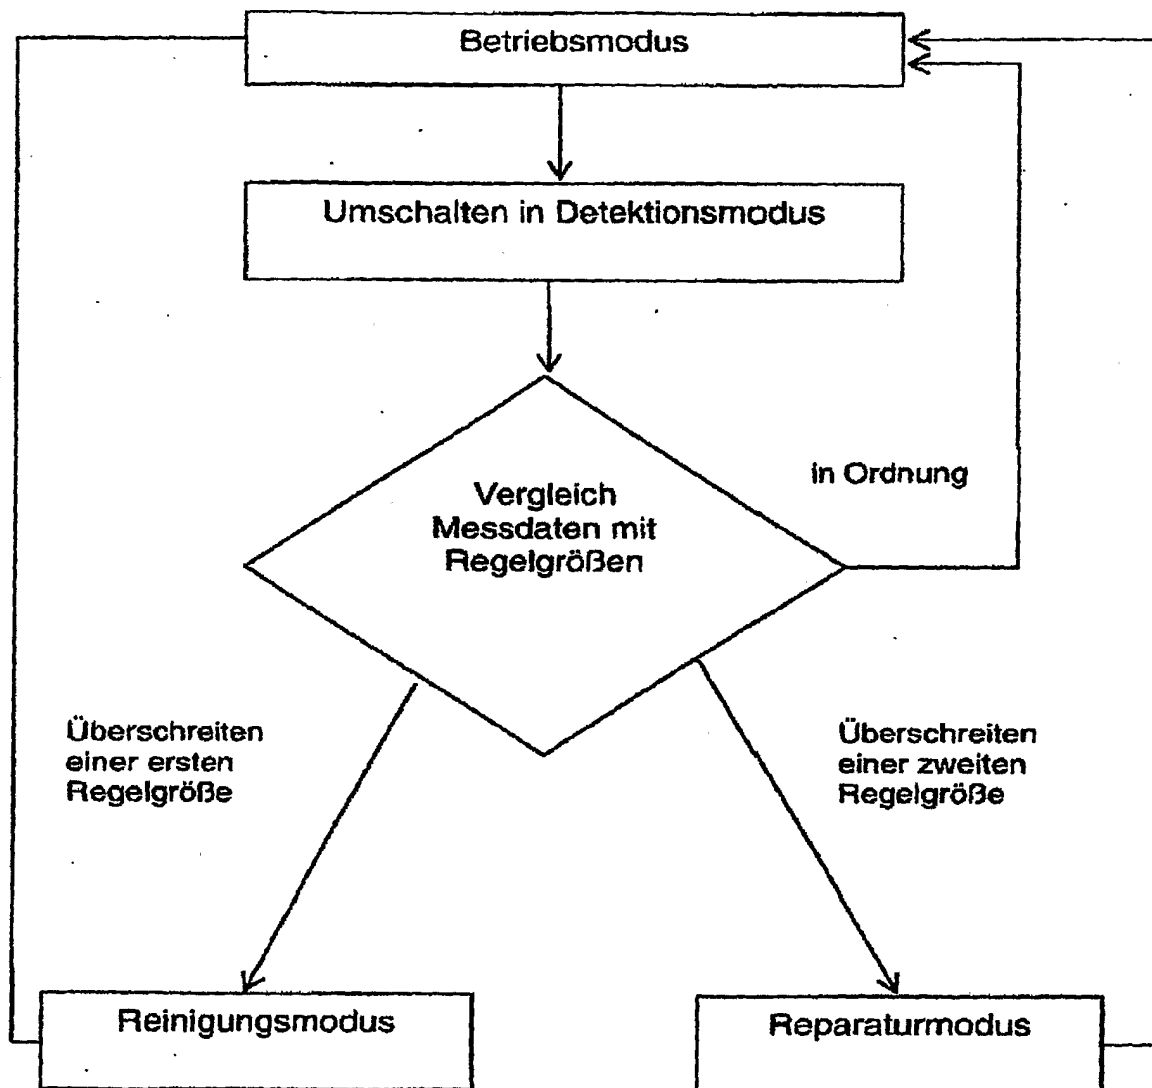 Betriebsmodus
Umschalten in Detektionsmodus
Vergleich
Messdaten mit
Regelgrößen
in Ordnung
Überschreiten
einer ersten
Regelgröße
Überschreiten
einer zweiten
Regelgröße
Reinigungsmodus
Reparaturmodus